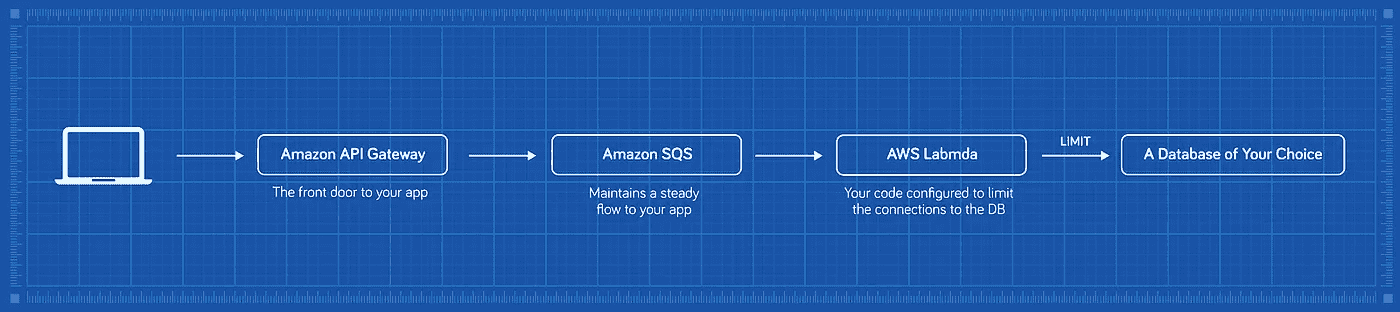 Amazon API Gateway
The front door to your app
Amazon SQS
Maintains a steady
flow to your app
AWS Labmda
Your code configured to limit
the connections to the DB
LIMIT
A Database of Your Choice